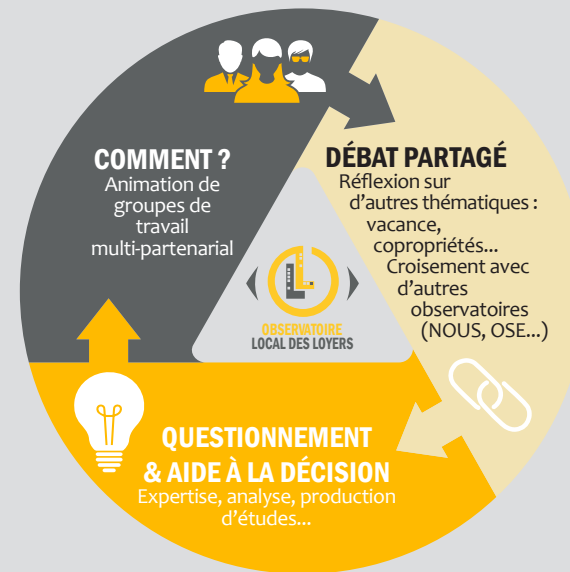 COMMENT ?
Animation de
groupes de
travail
multi-partenarial
DÉBAT PARTAGÉ
Réflexion sur
d'autres thématiques :
vacance,
copropriétés...
Croisement avec
d'autres
observatoires
(NOUS, OSE...)
OBSERVATOIRE
LOCAL DES LOYERS
QUESTIONNEMENT
& AIDE À LA DÉCISION
Expertise, analyse, production
d'études...